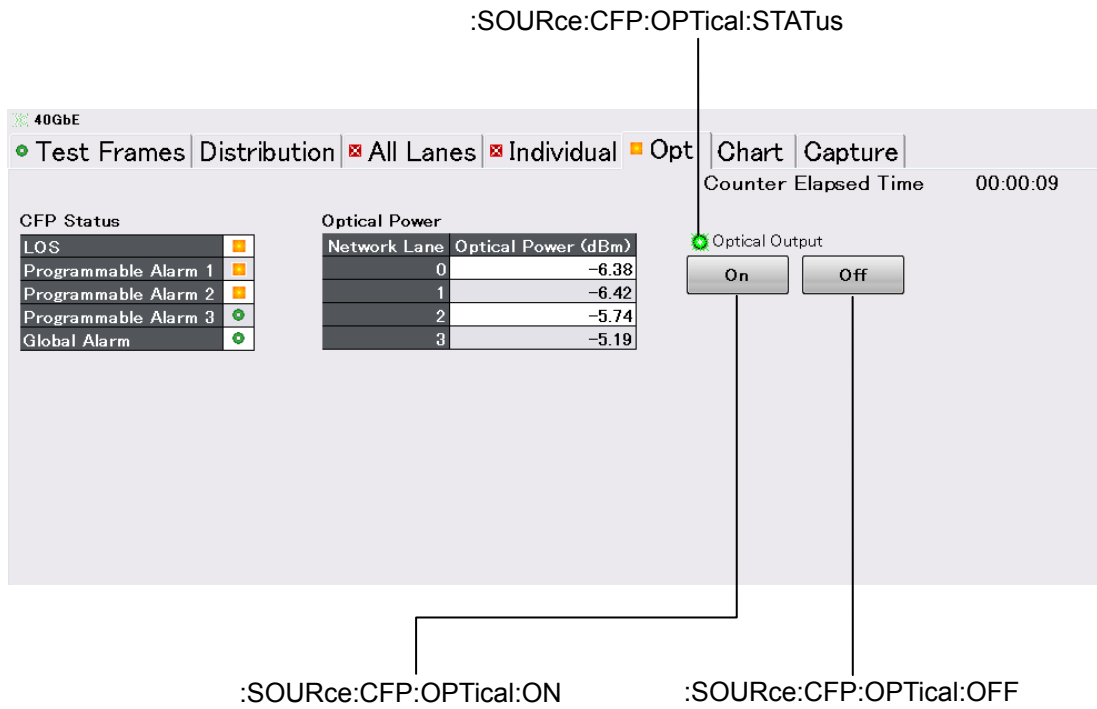 :SOURce:CFP:OPTical:STATus
40GbE
Test Frames Distribution All Lanes Individual Opt Chart Capture
Counter Elapsed Time 00:00:09
CFP Status
LOS
Programmable Alarm 1
Programmable Alarm 2
Programmable Alarm 3
Global Alarm
Optical Power
Network Lane Optical Power (dBm)
0 -6.38
1 -6.42
2 -5.74
3 -5.19
Optical Output
On Off
:SOURce:CFP:OPTical:ON :SOURce:CFP:OPTical:OFF